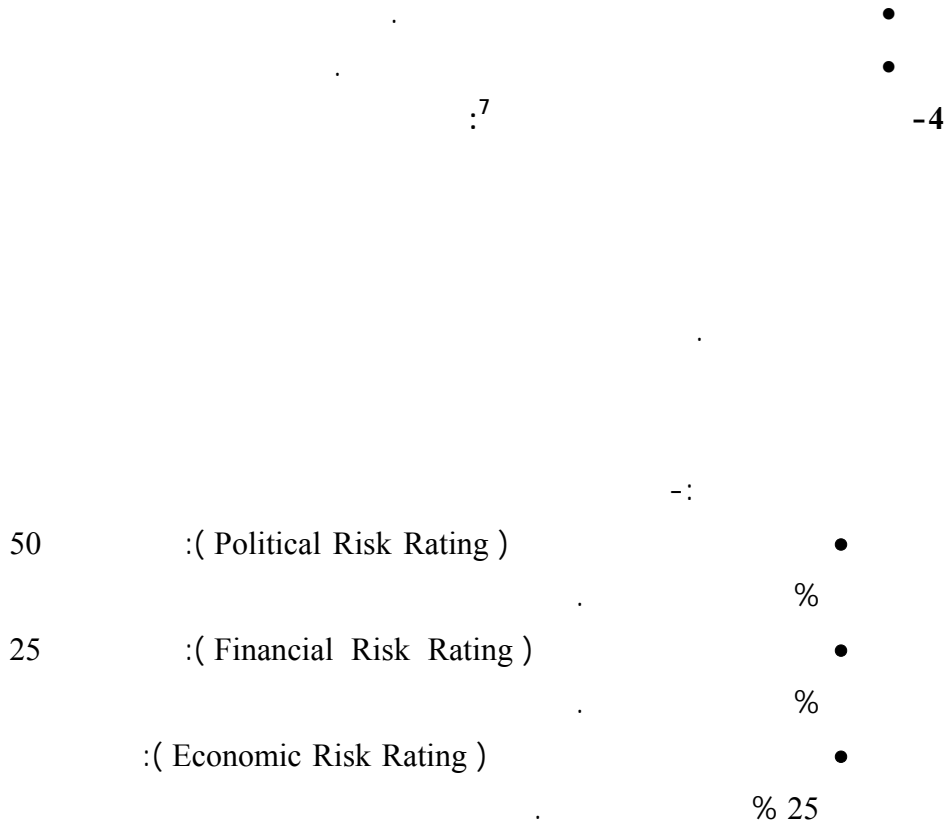 • .
• .
4- 7:
.
:-
• ( Political Risk Rating ): 50
% .
• ( Financial Risk Rating ): 25
% .
• ( Economic Risk Rating ):
25 % .